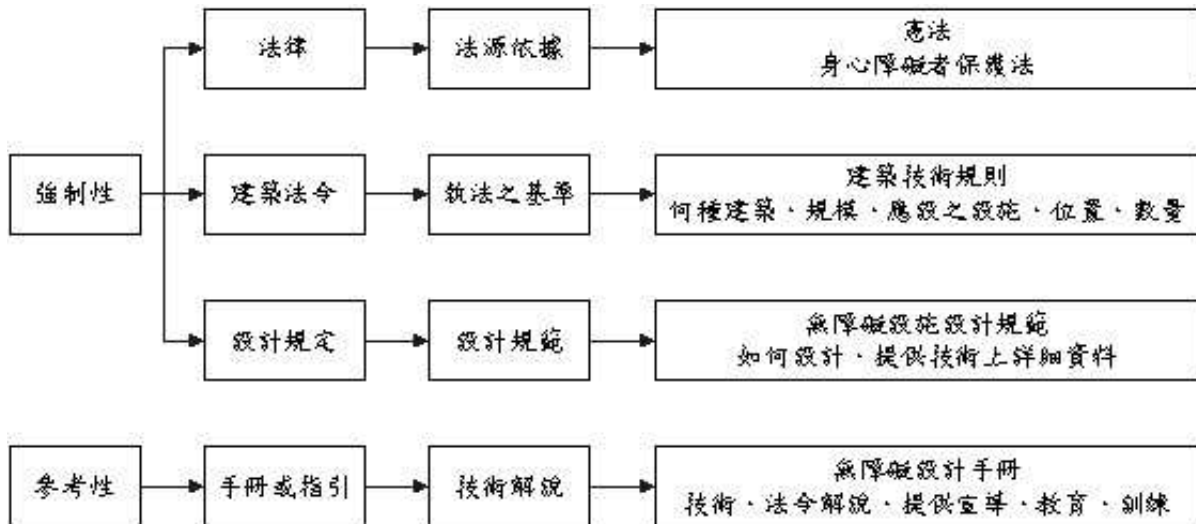 法律
法源依據
憲法
身心障礙者保護法
強制性
建築法令
執法之基準
建築技術規則
何種建築、規模、應設之設施、位置、數量
設計規定
設計規範
無障礙設施設計規範
如何設計、提供技術上詳細資料
參考性
手冊或指引
技術解說
無障礙設計手冊
技術、法令解說、提供宣導、教育、訓練